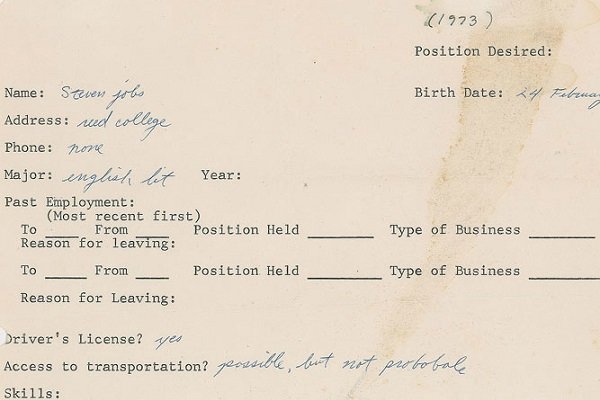 (1973)
Position Desired:
Name: Steven jobs Birth Date: 24 February
Address: reed college
Phone: none
Major: english lit Year:
Past Employment:
(Most recent first)
To ____ From ____ Position Held ________ Type of Business ________
Reason for leaving:
To ____ From ____ Position Held ________ Type of Business ________
Reason for Leaving:
Driver's License? yes
Access to transportation? possible, but not probobale
Skills: